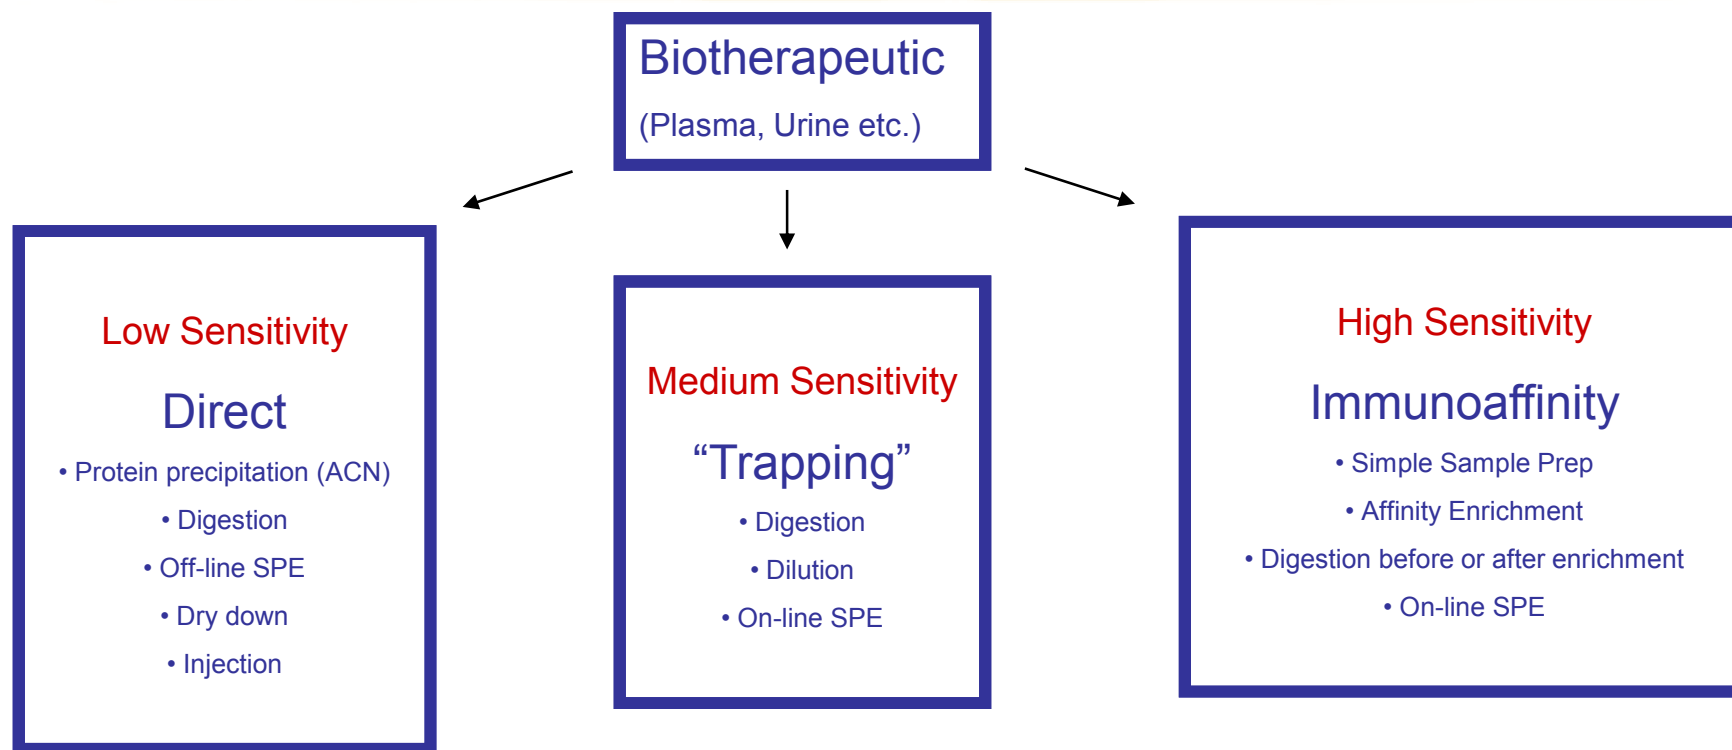 Biotherapeutic
(Plasma, Urine etc.)
Low Sensitivity
Direct
• Protein precipitation (ACN)
• Digestion
• Off-line SPE
• Dry down
• Injection
Medium Sensitivity
“Trapping”
• Digestion
• Dilution
• On-line SPE
High Sensitivity
Immunoaffinity
• Simple Sample Prep
• Affinity Enrichment
• Digestion before or after enrichment
• On-line SPE